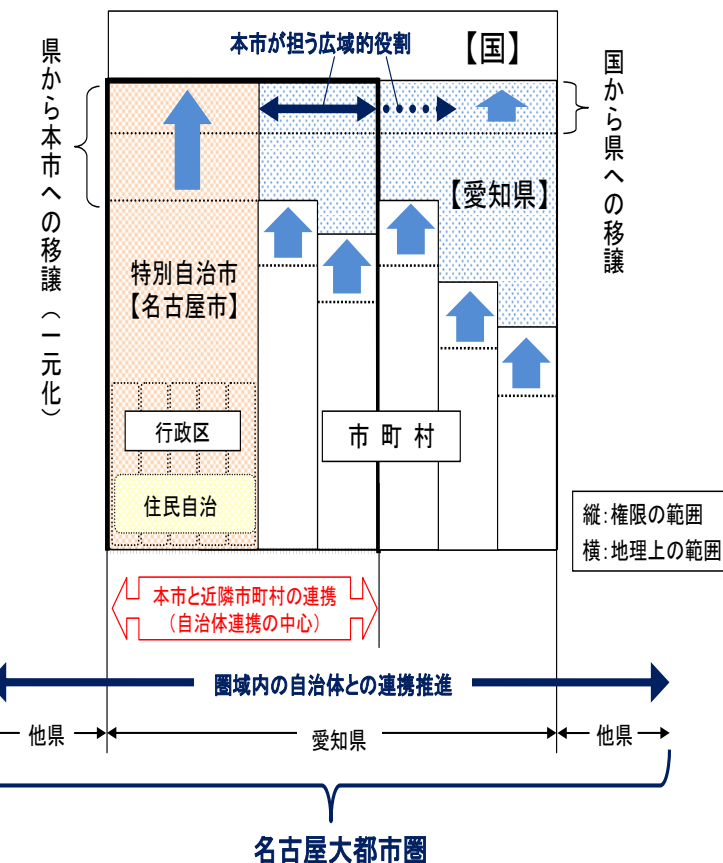 本市が担う広域的役割
【国】
県から本市への移譲（一元化）
国から県への移譲
【愛知県】
特別自治市
【名古屋市】
行政区
市町村
住民自治
縦:権限の範囲
横:地理上の範囲
本市と近隣市町村の連携
（自治体連携の中心）
圏域内の自治体との連携推進
他県
愛知県
他県
名古屋大都市圏